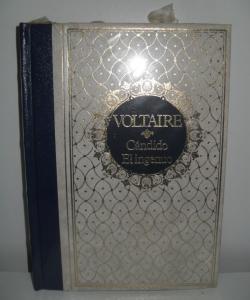 VOLTAIRE
Cándido
El ingenuo